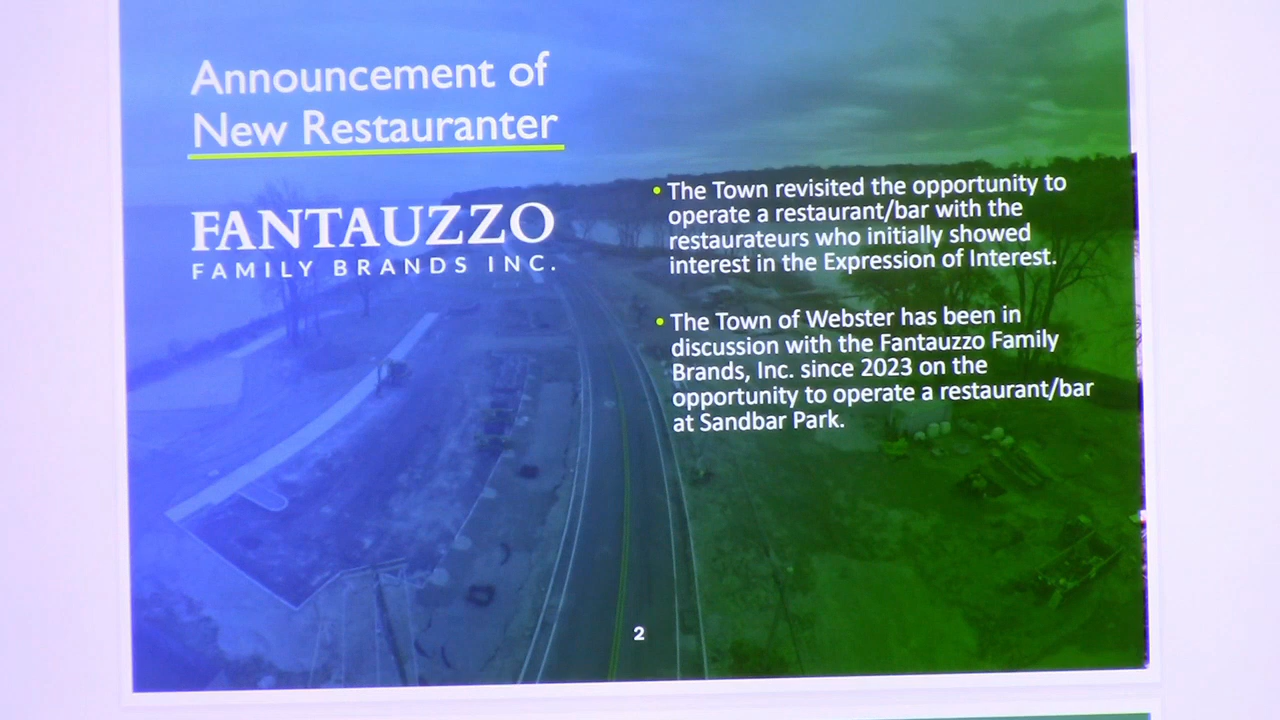 Announcement of
New Restauranter
FANTAUZZO
FAMILY BRANDS INC.
• The Town revisited the opportunity to
operate a restaurant/bar with the
restaurateurs who initially showed
interest in the Expression of Interest.
• The Town of Webster has been in
discussion with the Fantauzzo Family
Brands, Inc. since 2023 on the
opportunity to operate a restaurant/bar
at Sandbar Park.
2